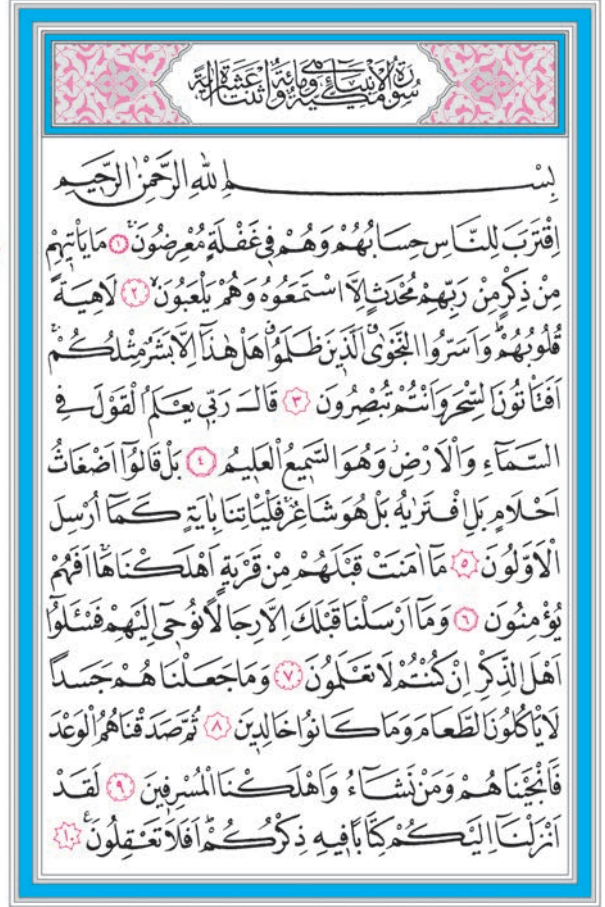 سُورَةُ الْاَنْبِيَٓاءِ مَكِّيَّةٌ وَهِىَ مِائَةٌ وَاثْنَتَا عَشْرَةَ اٰيَةً
بِسْمِ اللّٰهِ الرَّحْمٰنِ الرَّحٖيمِ
اِقْتَرَبَ لِلنَّاسِ حِسَابُهُمْ وَهُمْ فٖى غَفْلَةٍ مُعْرِضُونَۚ ﴿١﴾ مَا يَأْتٖيهِمْ
مِنْ ذِكْرٍ مِنْ رَبِّهِمْ مُحْدَثٍ اِلَّا اسْتَمَعُوهُ وَهُمْ يَلْعَبُونَۙ ﴿٢﴾ لَاهِيَةً
قُلُوبُهُمْؕ وَاَسَرُّوا النَّجْوٰىۗ اَلَّذٖينَ ظَلَمُواۗ هَلْ هٰذَٓا اِلَّا بَشَرٌ مِثْلُكُمْۚ
اَفَتَأْتُونَ السِّحْرَ وَاَنْتُمْ تُبْصِرُونَ ﴿٣﴾ قَالَ رَبّٖى يَعْلَمُ الْقَوْلَ فِى
السَّمَٓاءِ وَالْاَرْضِؗ وَهُوَ السَّمٖيعُ الْعَلٖيمُ ﴿٤﴾ بَلْ قَالُٓوا اَضْغَاثُ
اَحْلَامٍ بَلِ افْتَرٰيهُ بَلْ هُوَ شَاعِرٌۚ فَلْيَأْتِنَا بِاٰيَةٍ كَمَٓا اُرْسِلَ
الْاَوَّلُونَ ﴿٥﴾ مَٓا اٰمَنَتْ قَبْلَهُمْ مِنْ قَرْيَةٍ اَهْلَكْنَاهَاۚ اَفَهُمْ
يُؤْمِنُونَ ﴿٦﴾ وَمَٓا اَرْسَلْنَا قَبْلَكَ اِلَّا رِجَالًا نُوحٖٓى اِلَيْهِمْ فَسْـَٔلُٓوا
اَهْلَ الذِّكْرِ اِنْ كُنْتُمْ لَا تَعْلَمُونَ ﴿٧﴾ وَمَا جَعَلْنَاهُمْ جَسَدًا
لَا يَأْكُلُونَ الطَّعَامَ وَمَا كَانُوا خَالِدٖينَ ﴿٨﴾ ثُمَّ صَدَقْنَاهُمُ الْوَعْدَ
فَاَنْجَيْنَاهُمْ وَمَنْ نَشَٓاءُ وَاَهْلَكْنَا الْمُسْرِفٖينَ ﴿٩﴾ لَقَدْ
اَنْزَلْنَٓا اِلَيْكُمْ كِتَابًا فٖيهِ ذِكْرُكُمْؕ اَفَلَا تَعْقِلُونَࣖ ﴿١٠﴾